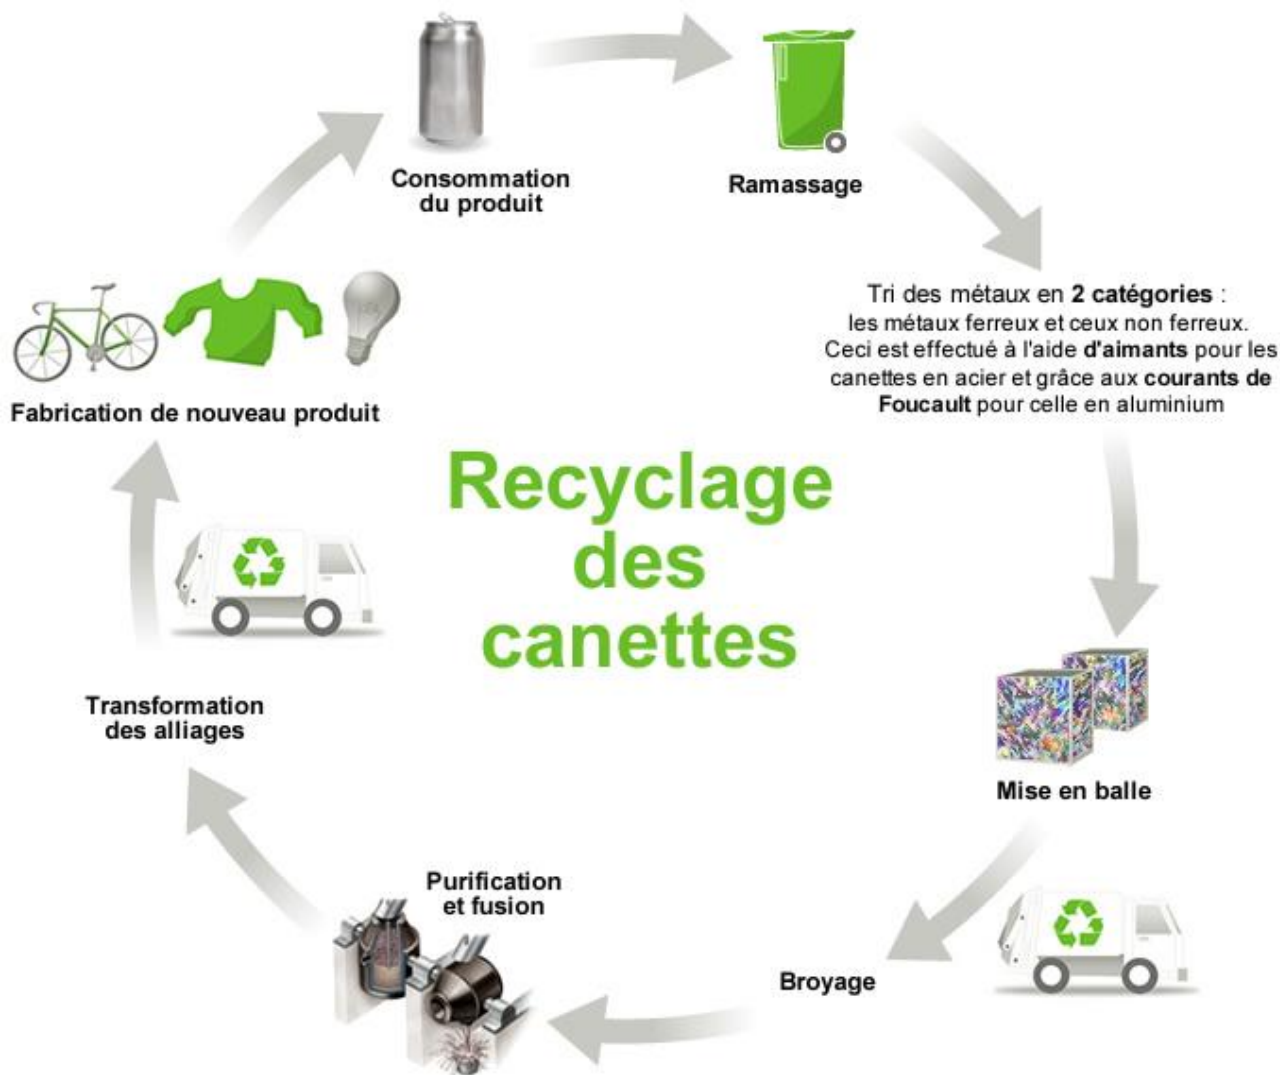 Consommation
du produit
Ramassage
Tri des métaux en 2 catégories :
les métaux ferreux et ceux non ferreux.
Ceci est effectué à l'aide d'aimants pour les
canettes en acier et grâce aux courants de
Foucault pour celle en aluminium
Mise en balle
Broyage
Purification
et fusion
Transformation
des alliages
Fabrication de nouveau produit
Recyclage
des
canettes